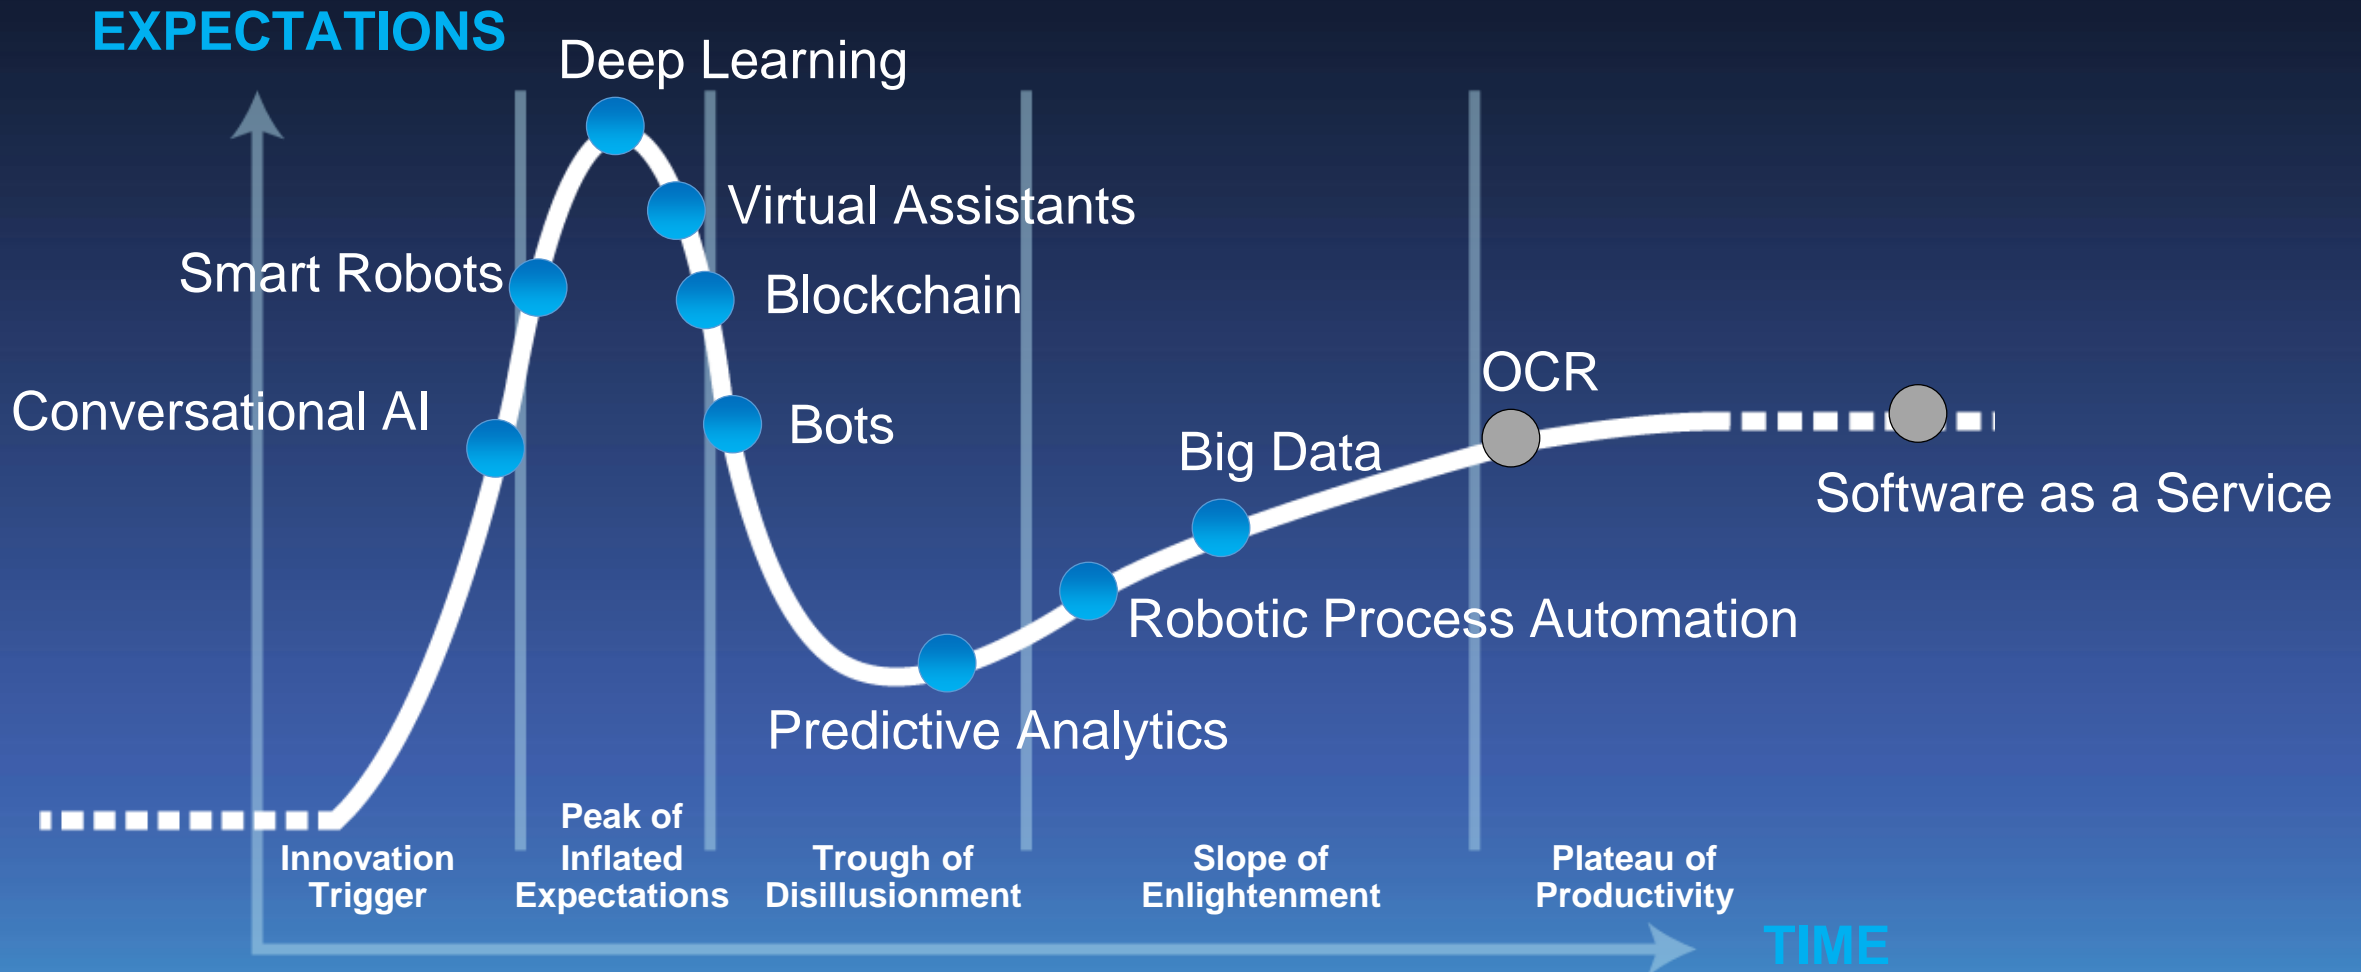 EXPECTATIONS
Deep Learning
Virtual Assistants
Smart Robots
Blockchain
Conversational AI
Bots
OCR
Big Data
Software as a Service
Robotic Process Automation
Predictive Analytics
Innovation
Trigger
Peak of
Inflated
Expectations
Trough of
Disillusionment
Slope of
Enlightenment
Plateau of
Productivity
TIME